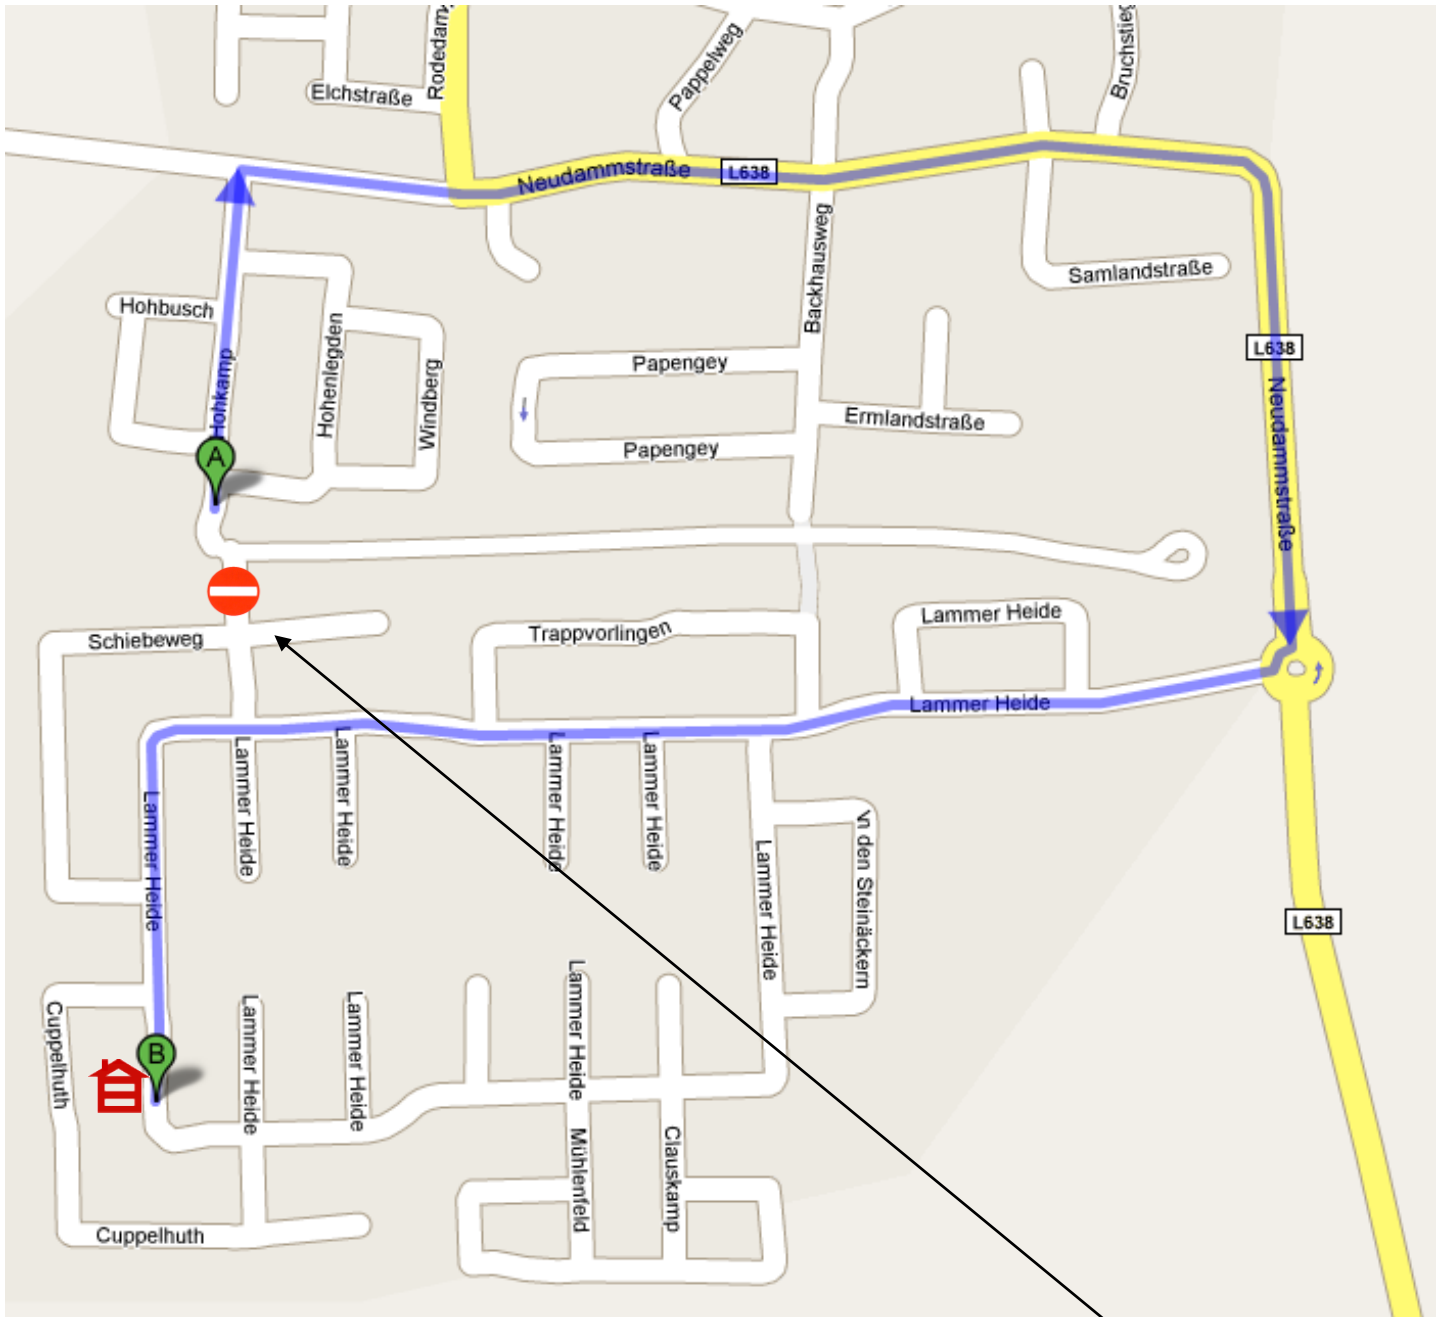 Rodedam
Elchstraße
Pappelweg
Bruchstieg
Neudammstraße
L638
Backhausweg
Samlandstraße
Hohbusch
Hohkamp
Hohenlegden
Windberg
Papengey
L638
Neudammstraße
Ermlandstraße
Papengey
A
Schiebeweg
Trappvorlingen
Lammer Heide
Lammer Heide
Lammer Heide
Lammer Heide
Lammer Heide
Lammer Heide
Lammer Heide
Lammer Heide
n den Steinäckern
L638
Cuppelhuth
B
Lammer Heide
Lammer Heide
Lammer Heide
Mühlenfeld
Clauskamp
Cuppelhuth